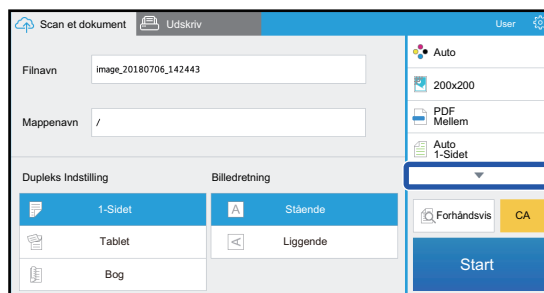 Scan et dokument
Udskriv
User
Filnavn
image_20180706_142443
Mappenavn
/
Dupleks Indstilling
Billedretning
1-Sidet
A
Stående
Tablet
A
Liggende
Bog
Auto
200x200
PDF
Mellem
Auto
1-Sidet
Forhåndsvis
CA
Start